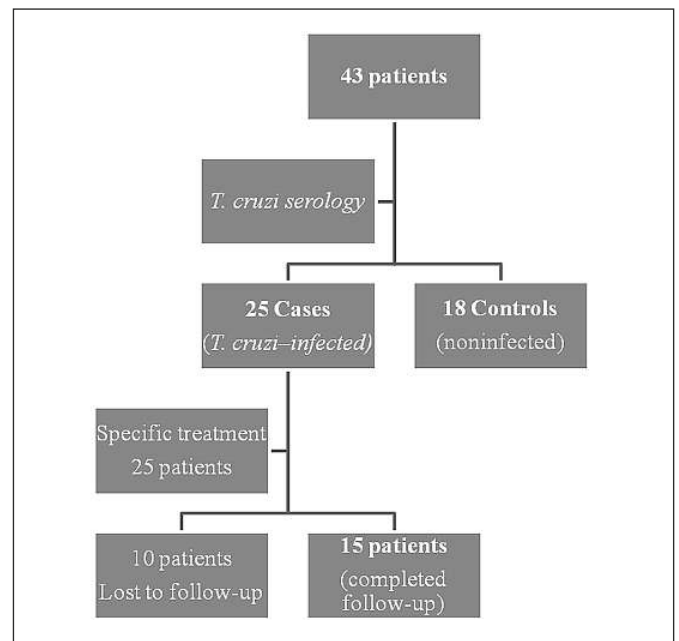 43 patients
T. cruzi serology
25 Cases
(T. cruzi–infected)
18 Controls
(noninfected)
Specific treatment
25 patients
10 patients
Lost to follow-up
15 patients
(completed
follow-up)